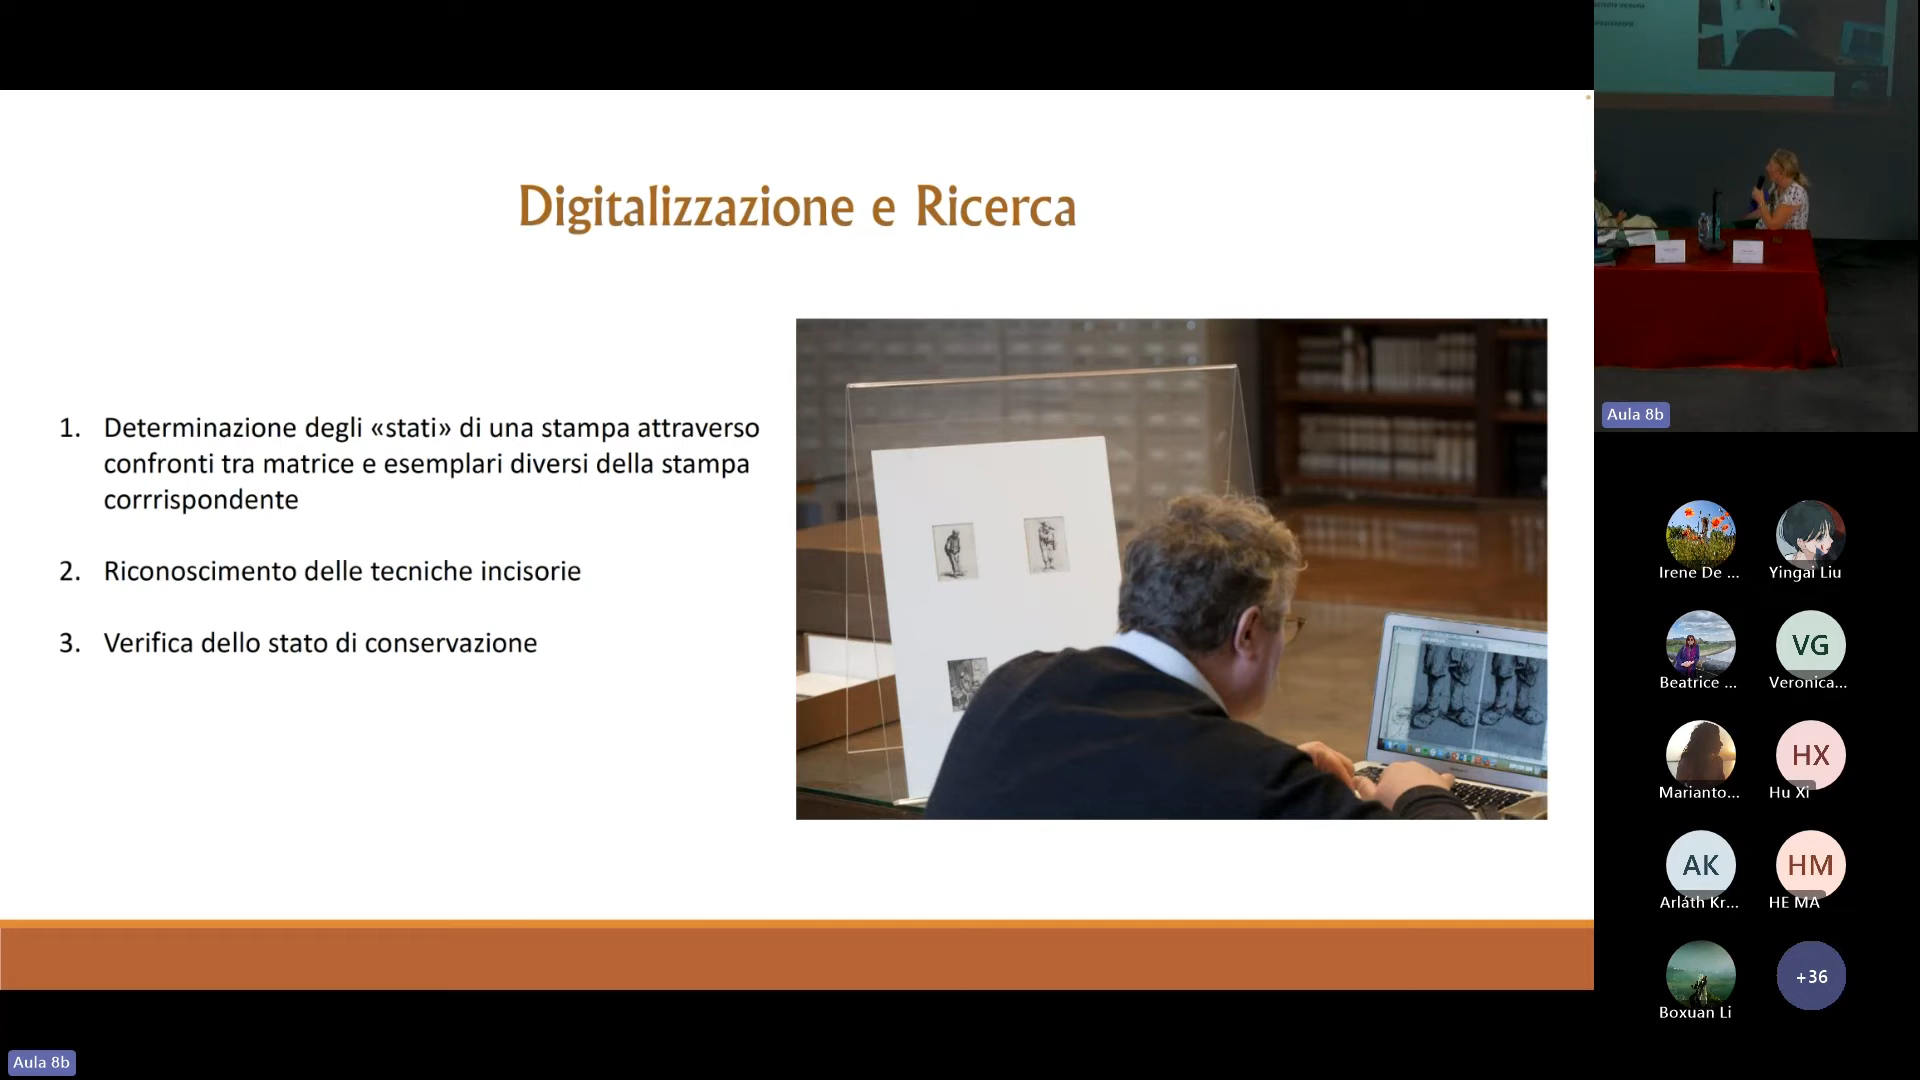 Digitalizzazione e Ricerca
1. Determinazione degli «stati» di una stampa attraverso
confronti tra matrice e esemplari diversi della stampa
corrrispondente
2. Riconoscimento delle tecniche incisorie
3. Verifica dello stato di conservazione
Aula 8b
Irene De ...
Yingai Liu
VG
Beatrice ...
Veronica...
HX
Marianto...
Hu Xi
AK
HM
Arláth Kr...
HE MA
+36
Boxuan Li
Aula 8b